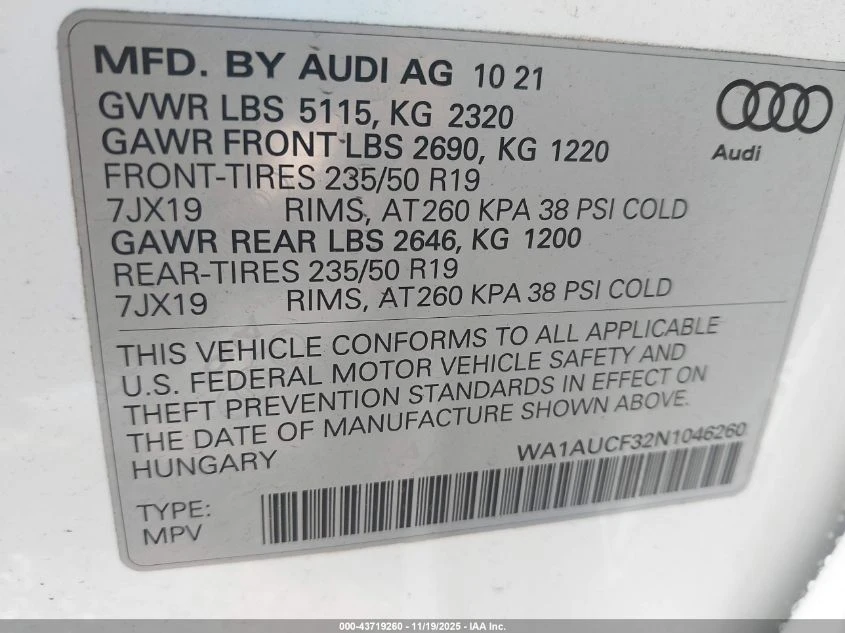 MFD. BY AUDI AG 10 21
GVWR LBS 5115, KG 2320
GAWR FRONT LBS 2690, KG 1220
FRONT-TIRES 235/50 R19
7JX19 RIMS, AT 260 KPA 38 PSI COLD
GAWR REAR LBS 2646, KG 1200
REAR-TIRES 235/50 R19
7JX19 RIMS, AT 260 KPA 38 PSI COLD
Audi
THIS VEHICLE CONFORMS TO ALL APPLICABLE
U.S. FEDERAL MOTOR VEHICLE SAFETY AND
THEFT PREVENTION STANDARDS IN EFFECT ON
THE DATE OF MANUFACTURE SHOWN ABOVE.
HUNGARY WA1AUCF32N1046260
TYPE:
MPV
000-43719260 - 11/19/2025 - IAA Inc.